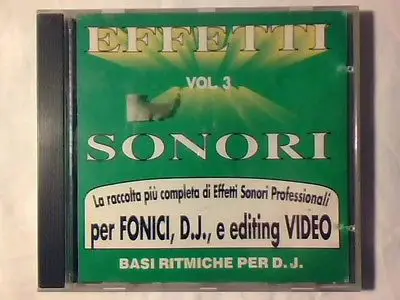 EFFETTI
VOL. 3
SONORI
La raccolta più completa di Effetti Sonori Professionali
per FONICI, D.J., e editing VIDEO
BASI RITMICHE PER D. J.